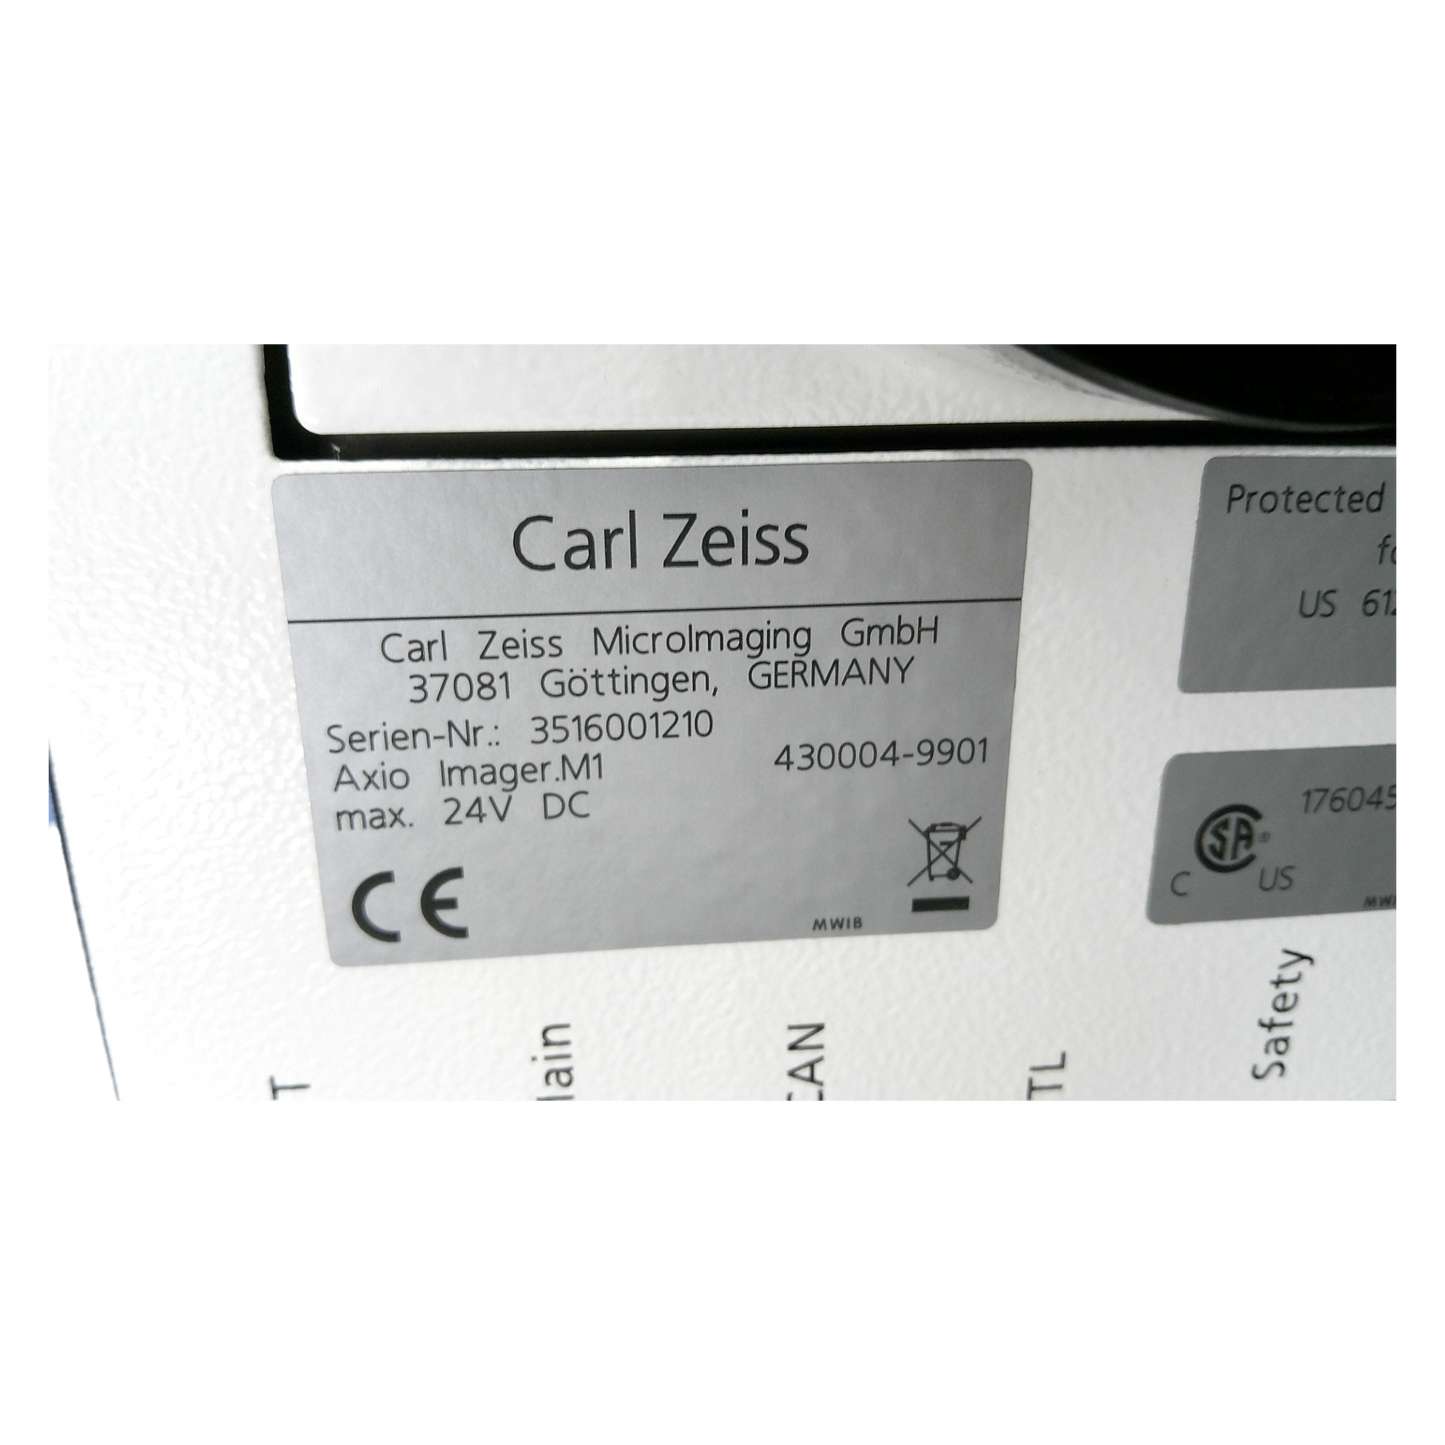 Carl Zeiss
Carl Zeiss MicroImaging GmbH
37081 Göttingen, GERMANY
Serien-Nr.: 3516001210
Axio Imager.M1 430004-9901
max. 24V DC
CE
MWIB
Protected
US
C SA® US
Safety